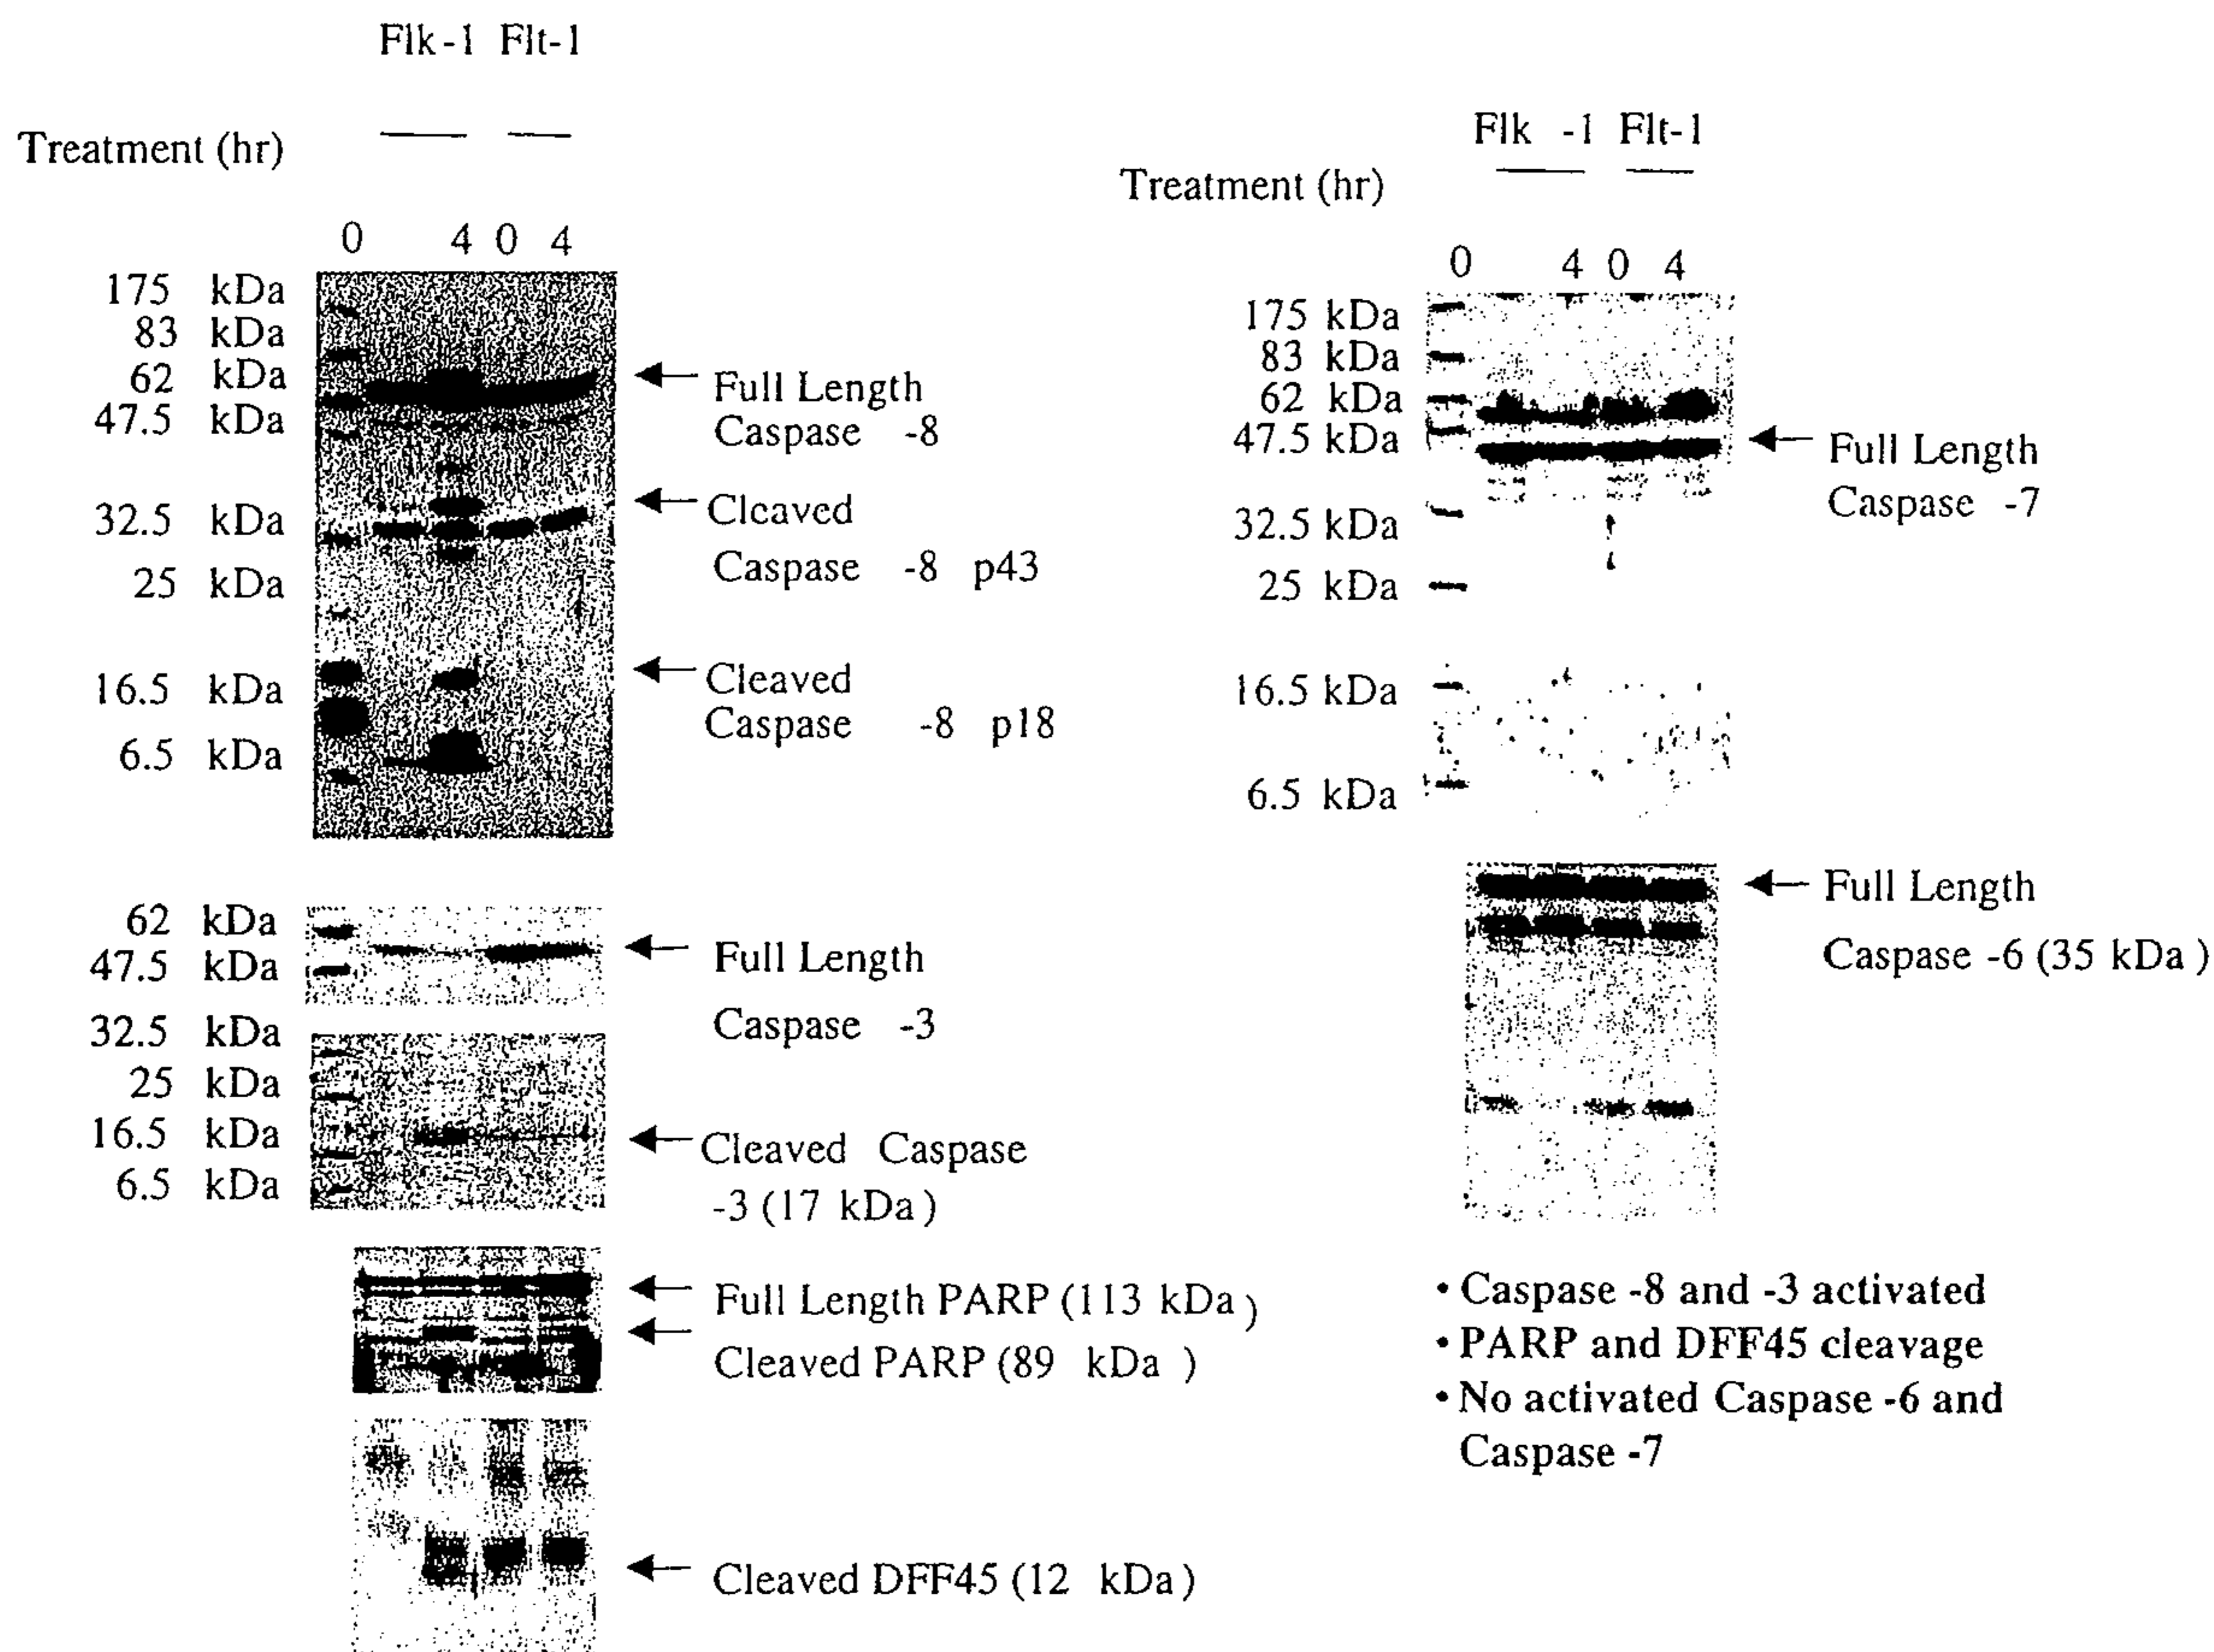 Flk-1 Flt-1
Treatment (hr)
0 4 0 4
175 kDa
83 kDa
62 kDa
47.5 kDa
32.5 kDa
25 kDa
16.5 kDa
6.5 kDa
Full Length
Caspase -8
Cleaved
Caspase -8 p43
Cleaved
Caspase -8 p18
62 kDa
47.5 kDa
32.5 kDa
25 kDa
16.5 kDa
6.5 kDa
Full Length
Caspase -3
Cleaved Caspase
-3 (17 kDa)
Full Length PARP (113 kDa)
Cleaved PARP (89 kDa)
Cleaved DFF45 (12 kDa)
Flk -1 Flt-1
Treatment (hr)
0 4 0 4
175 kDa
83 kDa
62 kDa
47.5 kDa
32.5 kDa
25 kDa
16.5 kDa
6.5 kDa
Full Length
Caspase -7
Full Length
Caspase -6 (35 kDa)
• Caspase -8 and -3 activated
• PARP and DFF45 cleavage
• No activated Caspase -6 and
Caspase -7